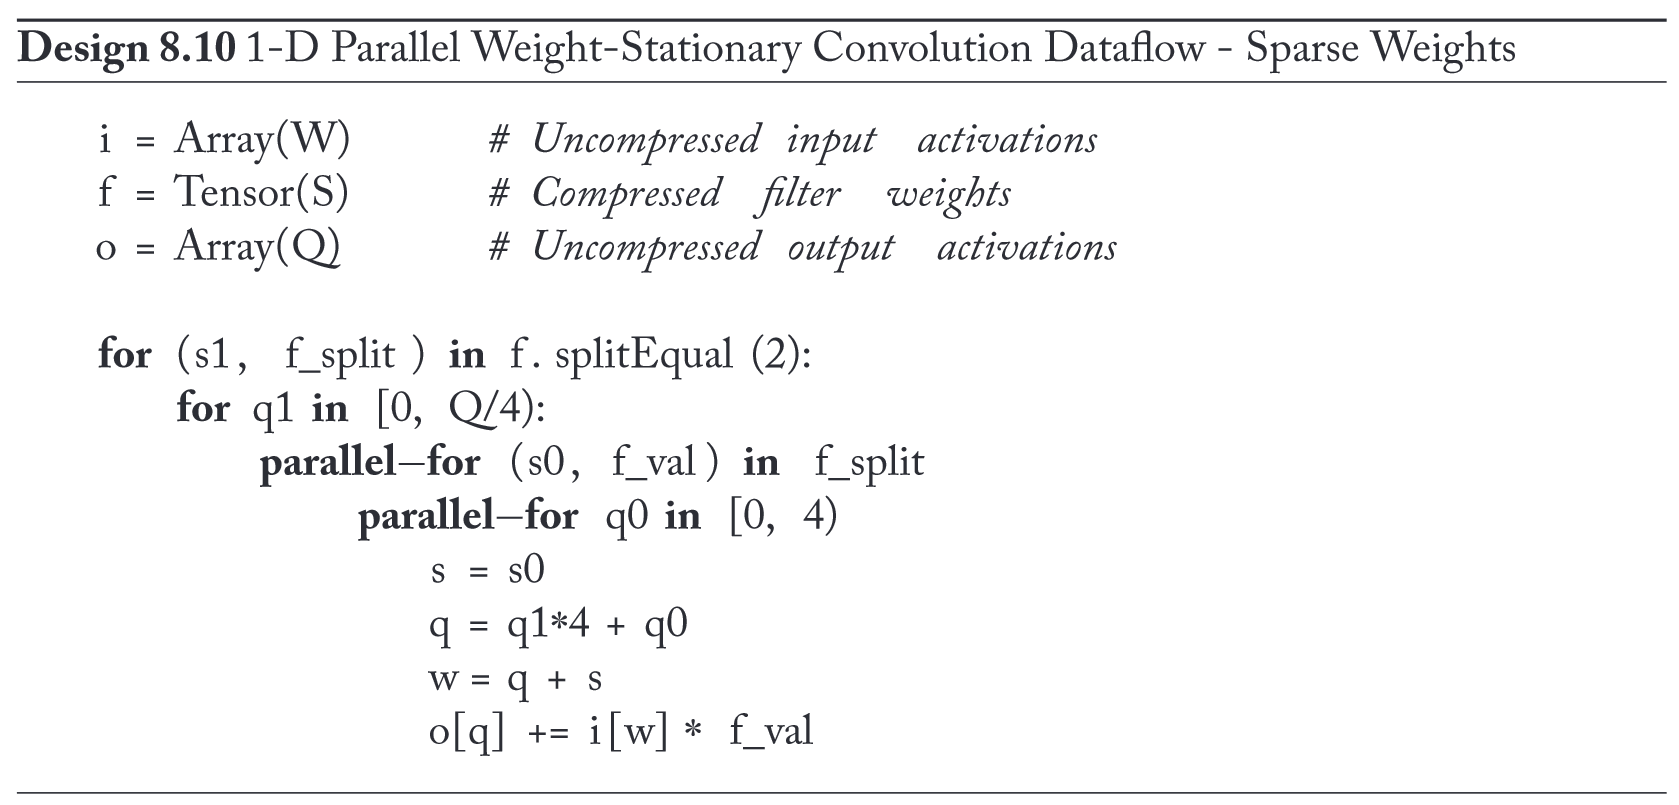 Design 8.10 1-D Parallel Weight-Stationary Convolution Dataflow - Sparse Weights
i = Array(W) # Uncompressed input activations
f = Tensor(S) # Compressed filter weights
o = Array(Q) # Uncompressed output activations
for (s1, f_split ) in f. splitEqual (2):
for q1 in [0, Q/4):
parallel–for (s0, f_val) in f_split
parallel–for q0 in [0, 4)
s = s0
q = q1*4 + q0
w = q + s
o[q] += i[w] * f_val